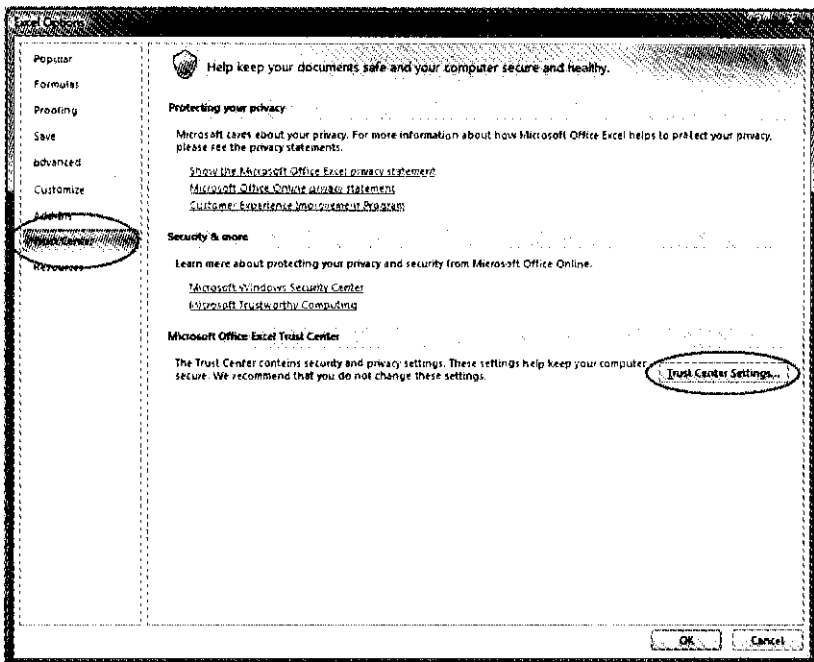 Excel Options
Popular
Formulas
Proofing
Save
Advanced
Customize
Add-Ins
Trust Center
Resources
Help keep your documents safe and your computer secure and healthy.
Protecting your privacy
Microsoft cares about your privacy. For more information about how Microsoft Office Excel helps to protect your privacy,
please see the privacy statements.
Show the Microsoft Office Excel privacy statement
Microsoft Office Online privacy statement
Customer Experience Improvement Program
Security & more
Learn more about protecting your privacy and security from Microsoft Office Online.
Microsoft Windows Security Center
Microsoft Trustworthy Computing
Microsoft Office Excel Trust Center
The Trust Center contains security and privacy settings. These settings help keep your computer
secure. We recommend that you do not change these settings.
Trust Center Settings...
OK
Cancel